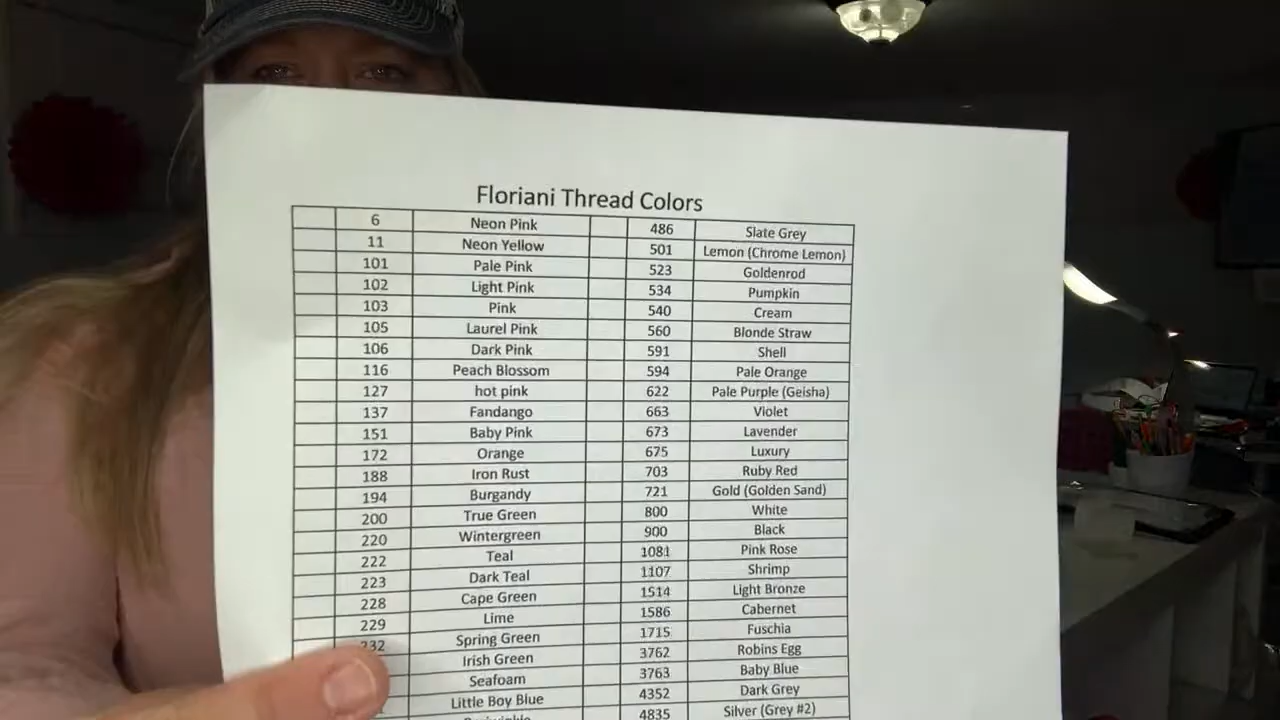 Floriani Thread Colors
6 Neon Pink 486 Slate Grey
11 Neon Yellow 501 Lemon (Chrome Lemon)
101 Pale Pink 523 Goldenrod
102 Light Pink 534 Pumpkin
103 Pink 540 Cream
105 Laurel Pink 560 Blonde Straw
106 Dark Pink 591 Shell
116 Peach Blossom 594 Pale Orange
127 hot pink 622 Pale Purple (Geisha)
137 Fandango 663 Violet
151 Baby Pink 673 Lavender
172 Orange 675 Luxury
188 Iron Rust 703 Ruby Red
194 Burgandy 721 Gold (Golden Sand)
200 True Green 800 White
220 Wintergreen 900 Black
222 Teal 1081 Pink Rose
223 Dark Teal 1107 Shrimp
228 Cape Green 1514 Light Bronze
229 Lime 1586 Cabernet
232 Spring Green 1715 Fuschia
Irish Green 3762 Robins Egg
Seafoam 3763 Baby Blue
Little Boy Blue 4352 Dark Grey
4835 Silver (Grey #2)